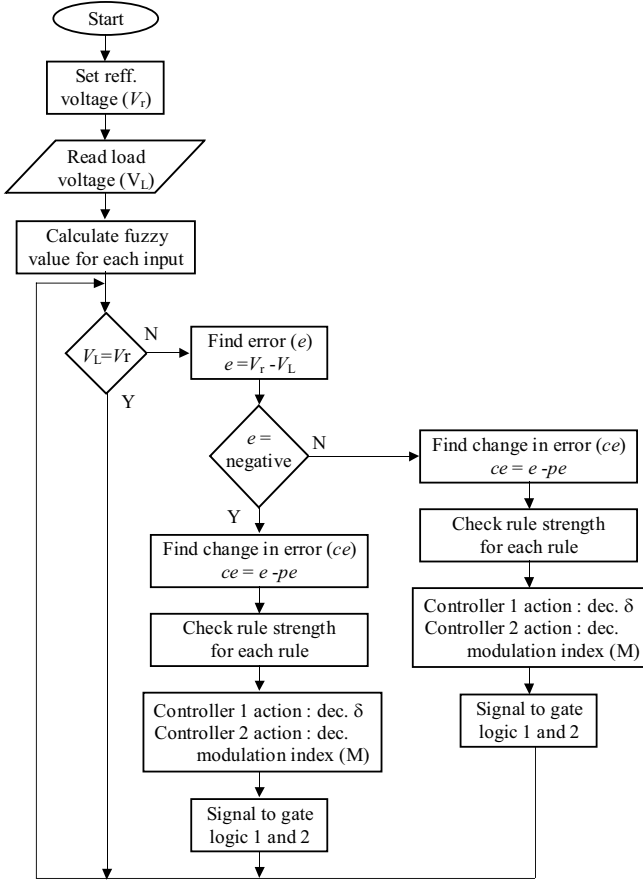 Start
Set reff.
voltage (Vr)
Read load
voltage (VL)
Calculate fuzzy
value for each input
VL=Vr
N
Y
Find error (e)
e =Vr -VL
e =
negative
N
Y
Find change in error (ce)
ce = e -pe
Check rule strength
for each rule
Controller 1 action : dec. δ
Controller 2 action : dec.
modulation index (M)
Signal to gate
logic 1 and 2
Find change in error (ce)
ce = e -pe
Check rule strength
for each rule
Controller 1 action : dec. δ
Controller 2 action : dec.
modulation index (M)
Signal to gate
logic 1 and 2